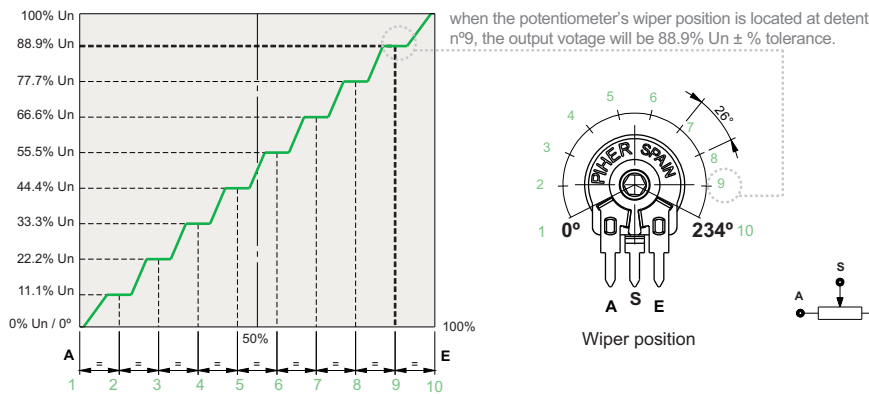 when the potentiometer's wiper position is located at detent
nº9, the output votage will be 88.9% Un ± % tolerance.
100% Un
88.9% Un
77.7% Un
66.6% Un
55.5% Un
44.4% Un
33.3% Un
22.2% Un
11.1% Un
0% Un / 0º
50%
100%
A
E
= = = = = = = = =
1 2 3 4 5 6 7 8 9 10
1
2
3
4
5
6
7
8
9
10
26°
PIHER SPAIN
0º
234º
A S E
Wiper position
S
A